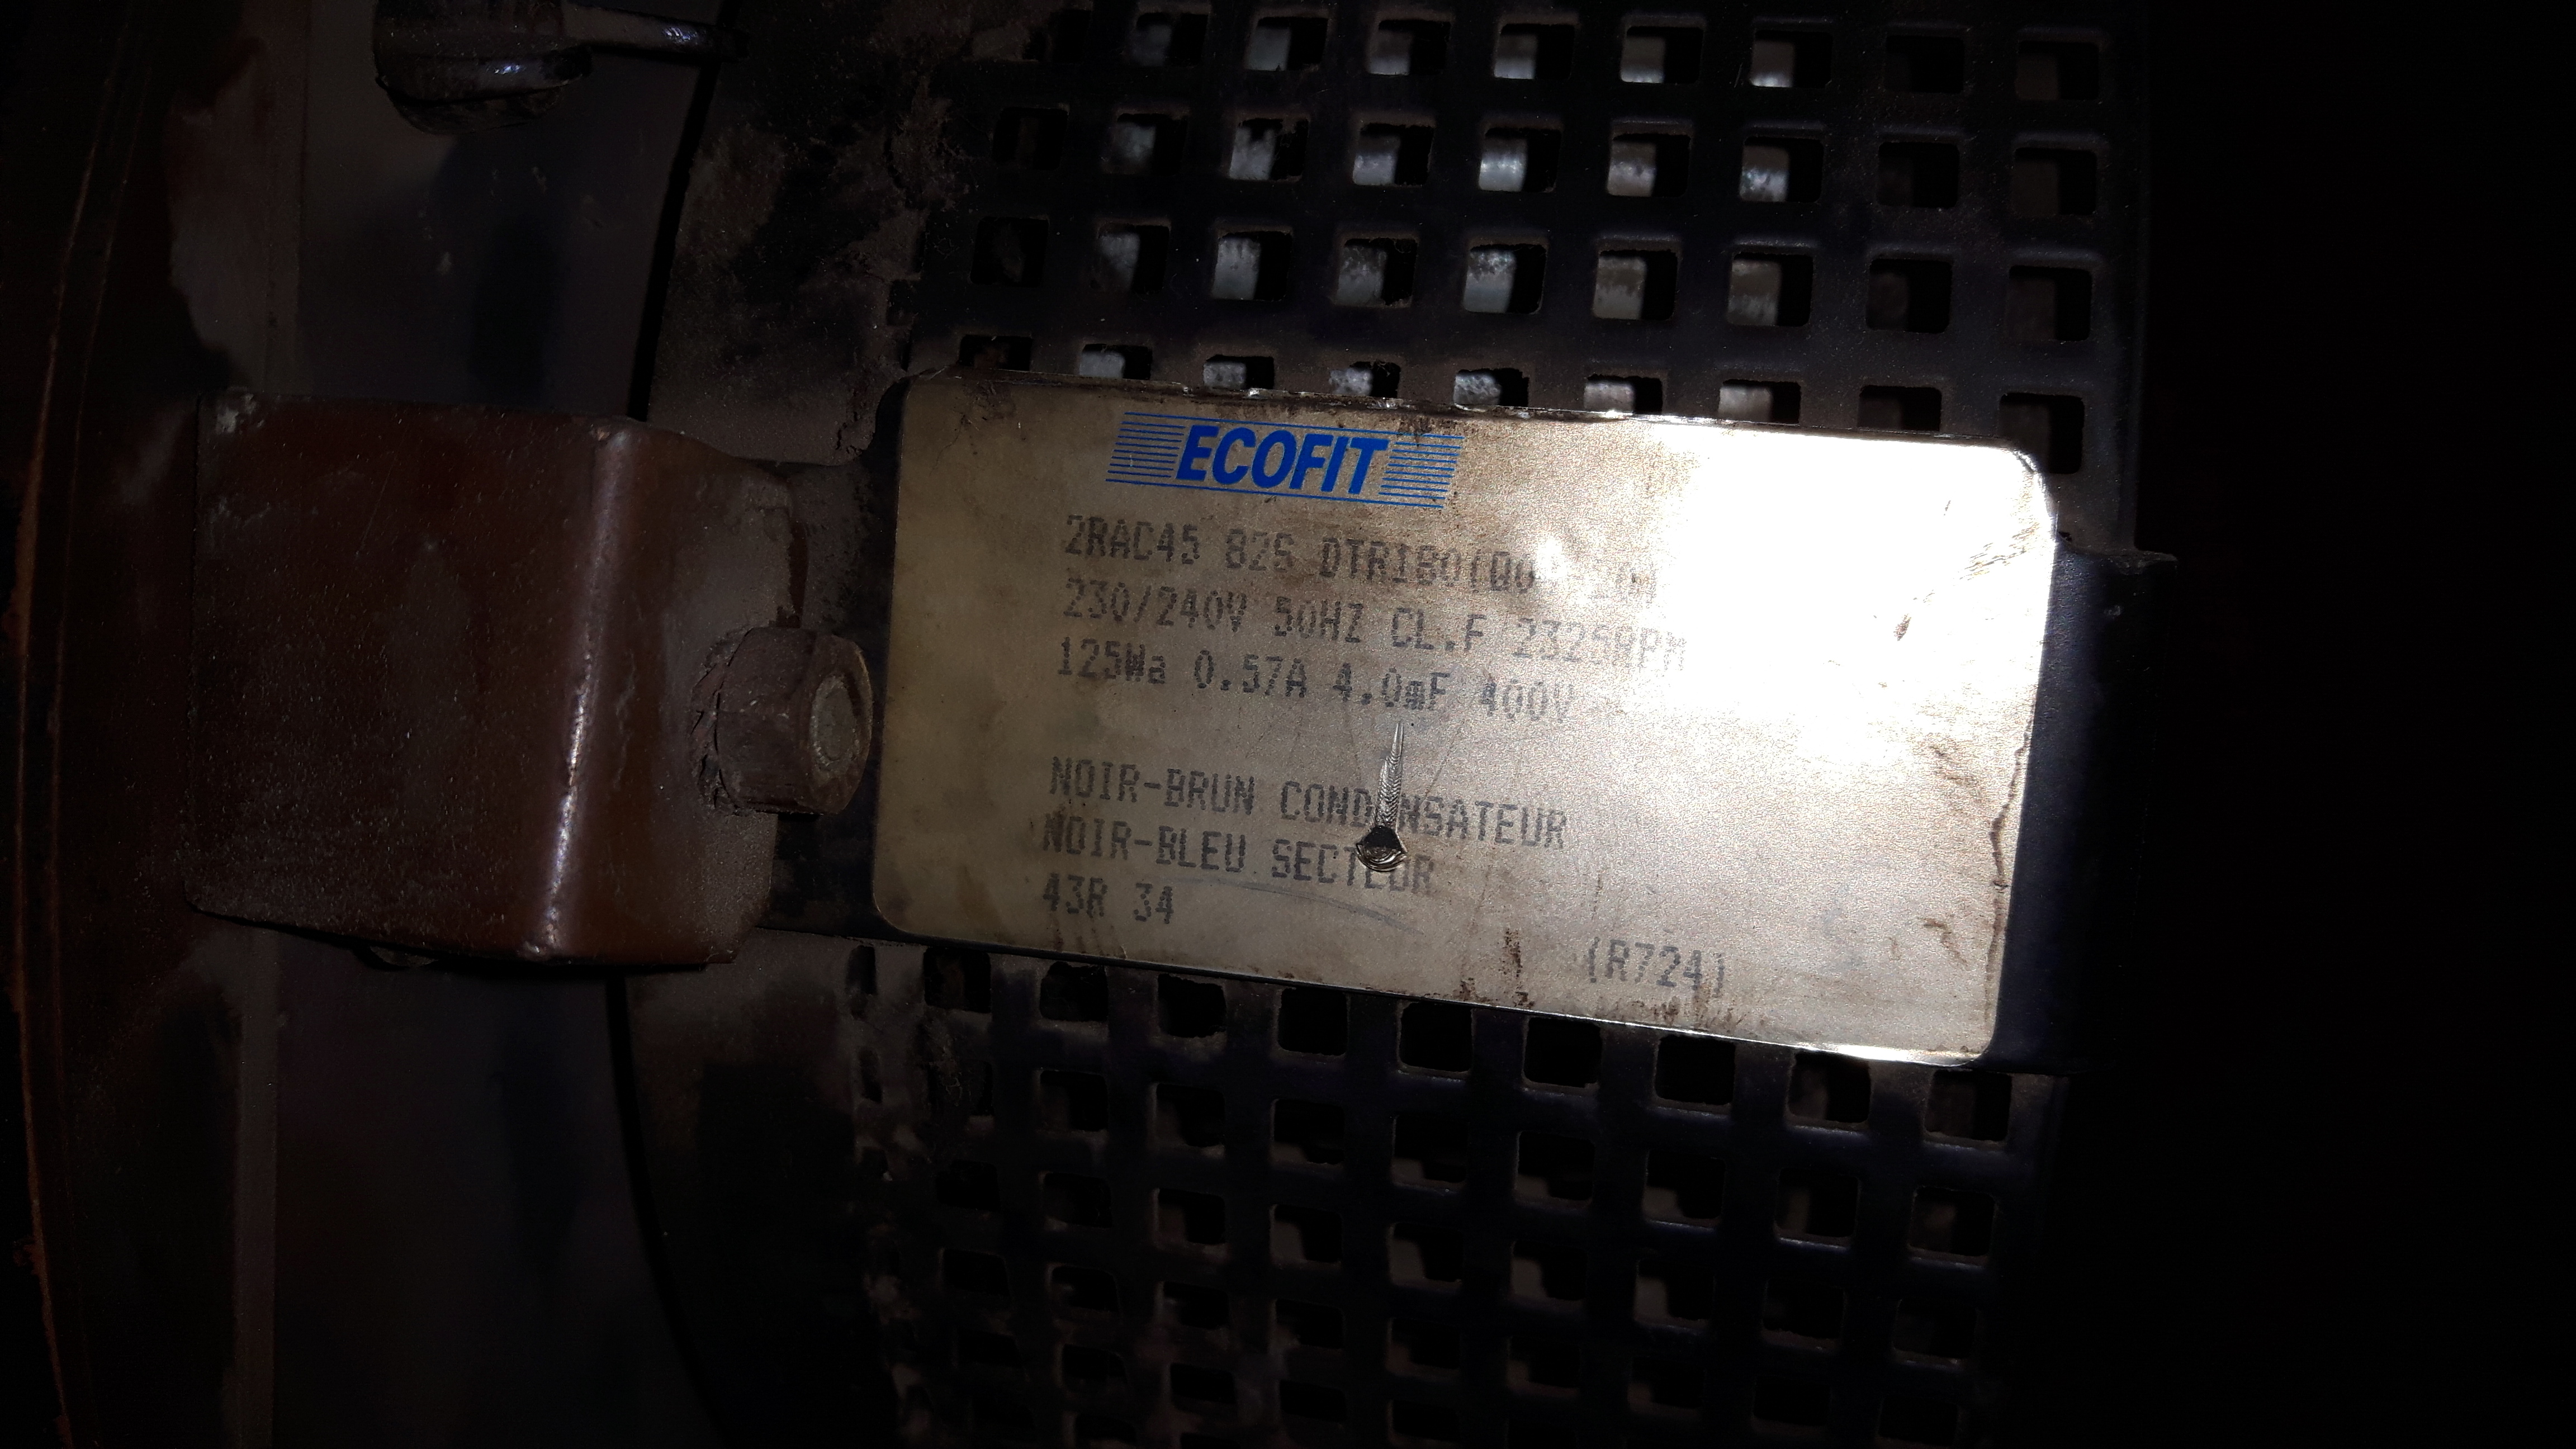 ECOFIT
2RAC45 82S
230/240V 50HZ CL.F 2325RPM
125Wa 0.57A 4.0mF 400V
NOIR-BRUN CONDENSATEUR
NOIR-BLEU SECTEUR
43R 34
(R724)